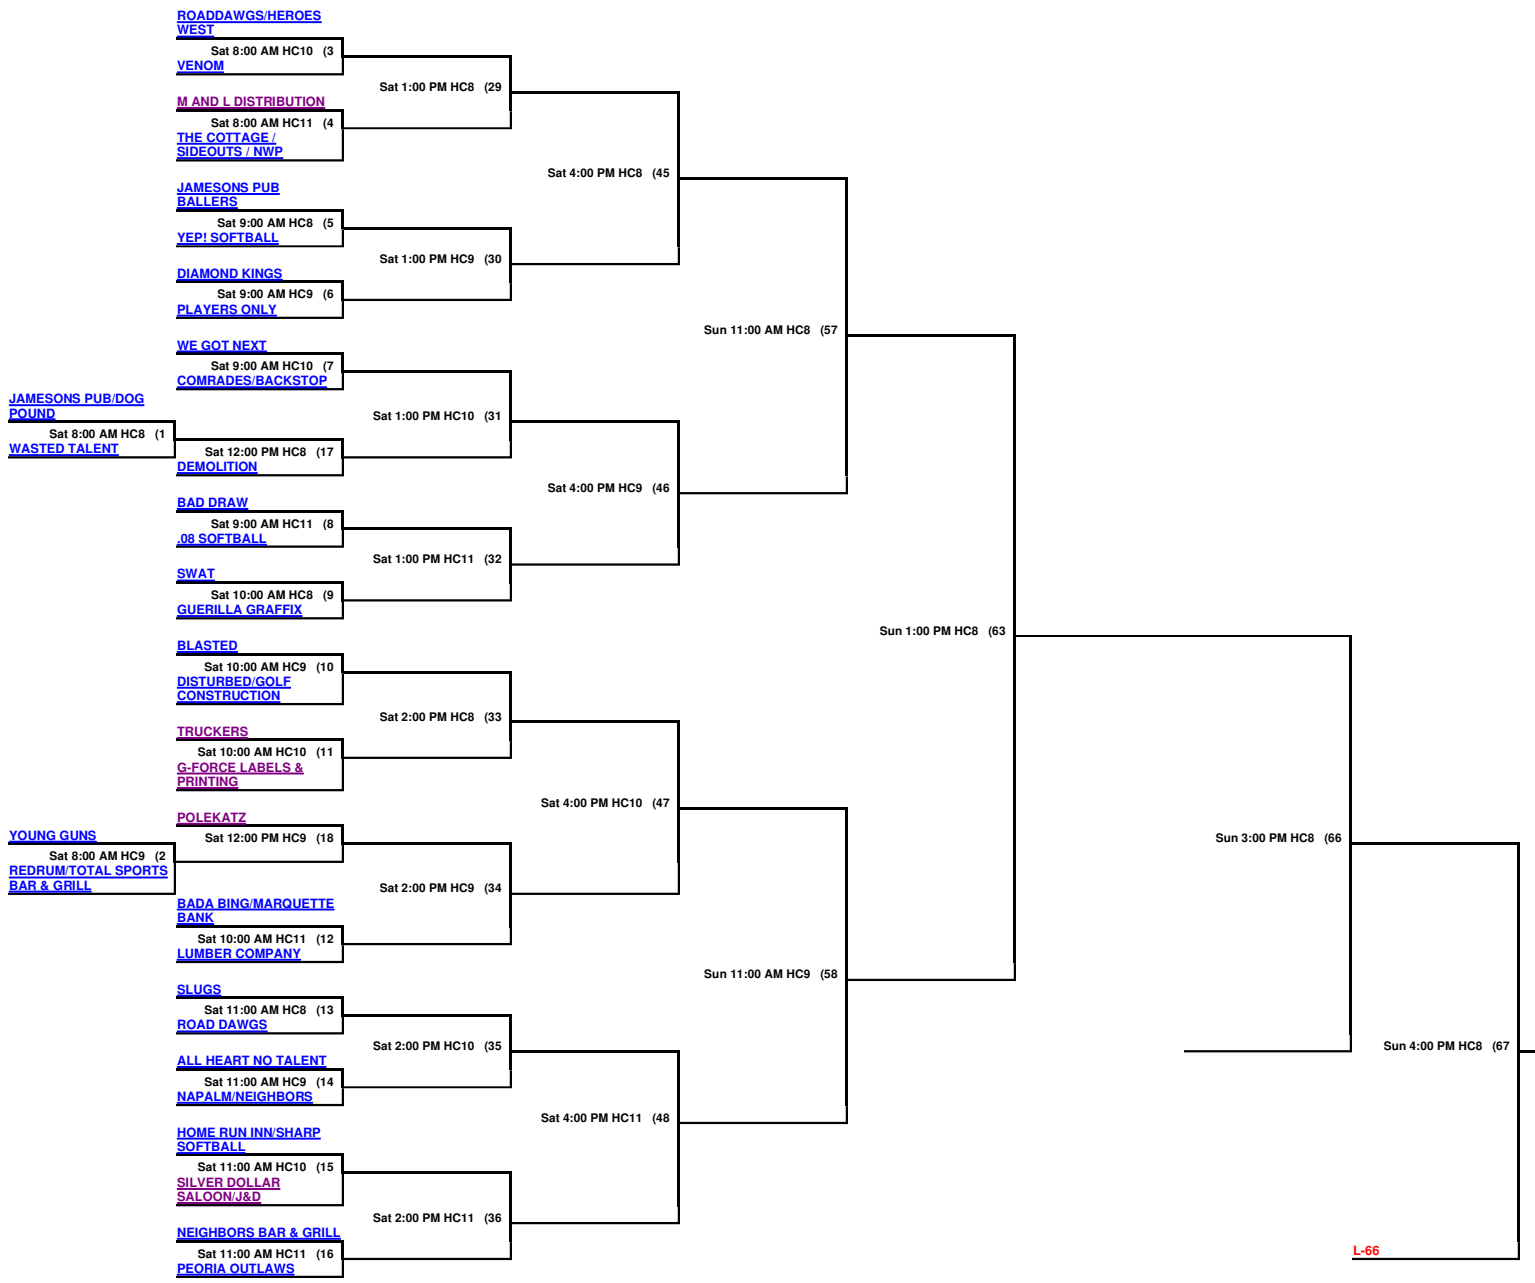 ROADDAWGS/HEROES
WEST
Sat 8:00 AM HC10 (3
VENOM
Sat 1:00 PM HC8 (29
M AND L DISTRIBUTION
Sat 8:00 AM HC11 (4
THE COTTAGE /
SIDEOUTS / NWP
Sat 4:00 PM HC8 (45
JAMESONS PUB
BALLERS
Sat 9:00 AM HC8 (5
YEP! SOFTBALL
Sat 1:00 PM HC9 (30
DIAMOND KINGS
Sat 9:00 AM HC9 (6
PLAYERS ONLY
Sun 11:00 AM HC8 (57
WE GOT NEXT
Sat 9:00 AM HC10 (7
COMRADES/BACKSTOP
JAMESONS PUB/DOG
POUND
Sat 1:00 PM HC10 (31
Sat 8:00 AM HC8 (1
WASTED TALENT
Sat 12:00 PM HC8 (17
DEMOLITION
Sat 4:00 PM HC9 (46
BAD DRAW
Sat 9:00 AM HC11 (8
.08 SOFTBALL
Sat 1:00 PM HC11 (32
SWAT
Sat 10:00 AM HC8 (9
GUERILLA GRAFFIX
Sun 1:00 PM HC8 (63
BLASTED
Sat 10:00 AM HC9 (10
DISTURBED/GOLF
CONSTRUCTION
Sat 2:00 PM HC8 (33
TRUCKERS
Sat 10:00 AM HC10 (11
G-FORCE LABELS &
PRINTING
Sat 4:00 PM HC10 (47
POLEKATZ
Sat 12:00 PM HC9 (18
YOUNG GUNS
Sat 8:00 AM HC9 (2
REDRUM/TOTAL SPORTS
BAR & GRILL
Sun 3:00 PM HC8 (66
Sat 2:00 PM HC9 (34
BADA BING/MARQUETTE
BANK
Sat 10:00 AM HC11 (12
LUMBER COMPANY
Sun 11:00 AM HC9 (58
SLUGS
Sat 11:00 AM HC8 (13
ROAD DAWGS
Sat 2:00 PM HC10 (35
Sun 4:00 PM HC8 (67
ALL HEART NO TALENT
Sat 11:00 AM HC9 (14
NAPALM/NEIGHBORS
Sat 4:00 PM HC11 (48
HOME RUN INN/SHARP
SOFTBALL
Sat 11:00 AM HC10 (15
SILVER DOLLAR
SALOON/J&D
Sat 2:00 PM HC11 (36
NEIGHBORS BAR & GRILL
Sat 11:00 AM HC11 (16
PEORIA OUTLAWS
L-66